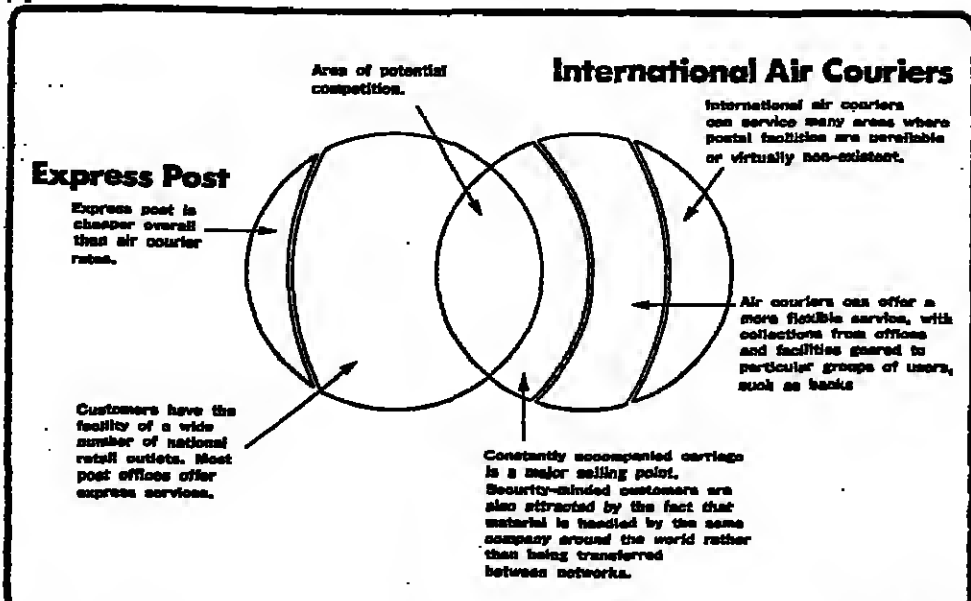 Area of potential
competition.
International Air Couriers
International air couriers
can service many areas where
postal facilities are unreliable
or virtually non-existent.
Express Post
Express post is
cheaper overall
than air courier
rates.
Air couriers can offer a
more flexible service, with
collections from offices
and facilities geared to
particular groups of users,
such as banks
Customers have the
facility of a wide
number of national
retail outlets. Most
post offices offer
express services.
Constantly accompanied carriage
is a major selling point.
Security-minded customers are
also attracted by the fact that
material is handled by the same
company around the world rather
than being transferred
between networks.